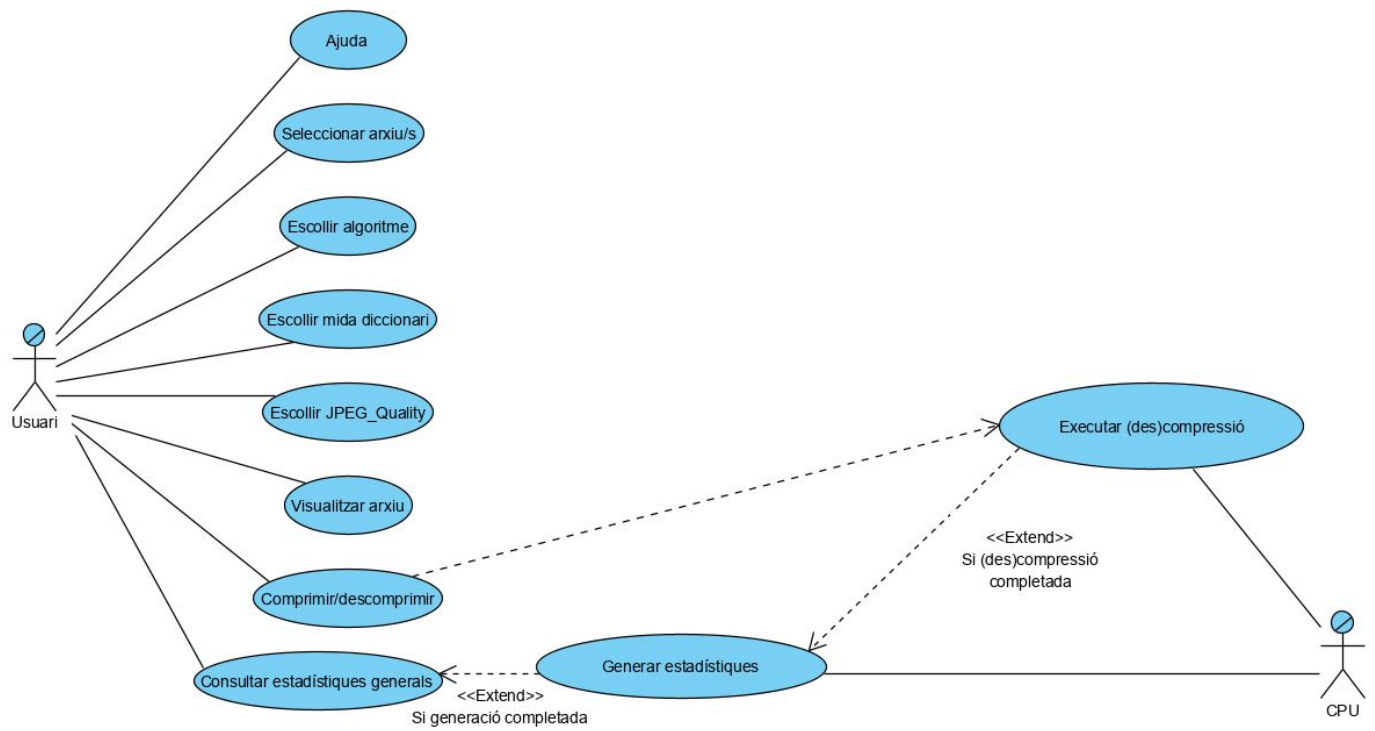 Ajuda
Seleccionar arxiu/s
Escollir algoritme
Escollir mida diccionari
Usuari
Escollir JPEG_Quality
Executar (des)compressió
Visualitzar arxiu
<<Extend>>
Si (des)compressió
completada
Comprimir/descomprimir
Generar estadístiques
Consultar estadístiques generals
<<Extend>>
Si generació completada
CPU